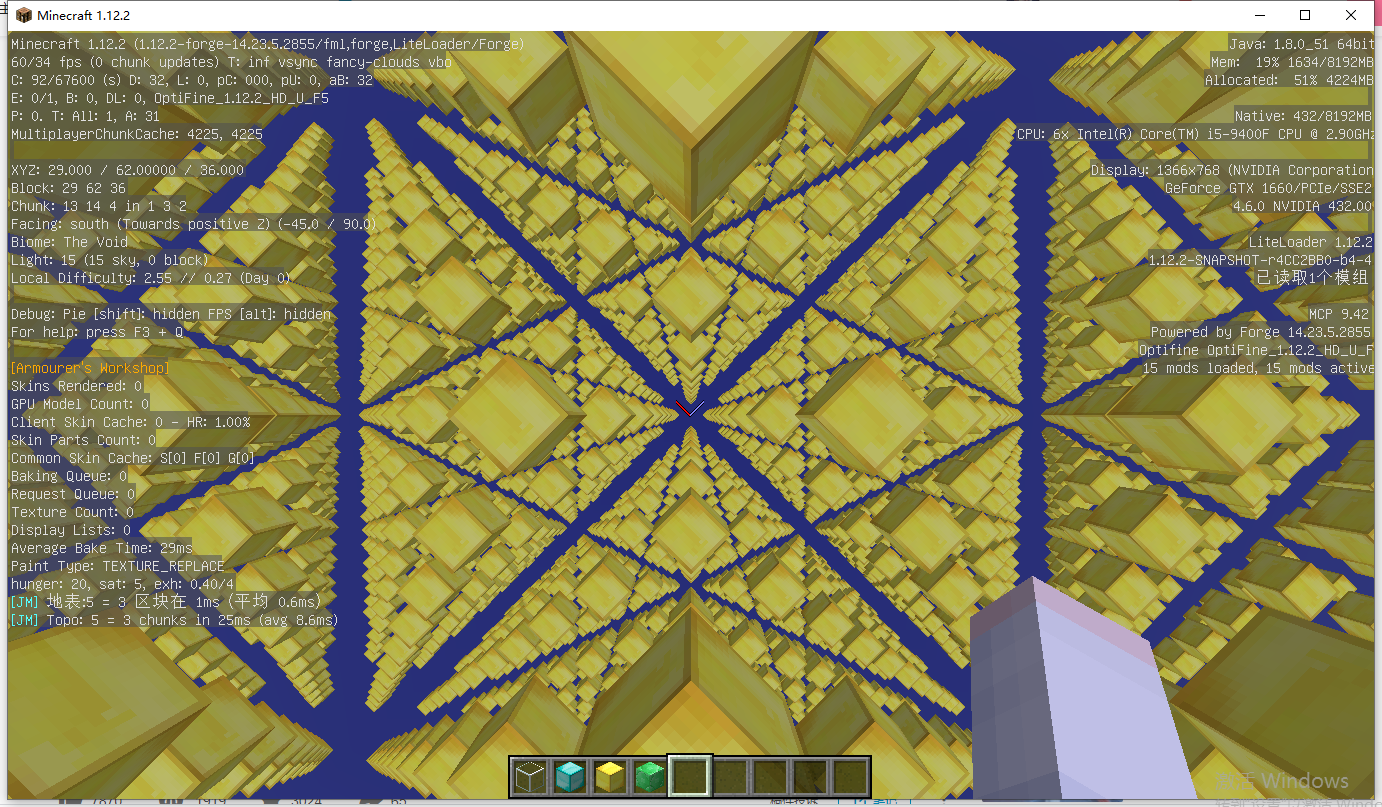 Minecraft 1.12.2
Minecraft 1.12.2 (1.12.2-forge-14.23.5.2855/fml,forge,LiteLoader/Forge)
60/34 fps (0 chunk updates) T: inf vsync fancy-clouds vbo
C: 92/67600 (s) D: 32, L: 0, pC: 000, pU: 0, aB: 32
E: 0/1, B: 0, DL: 0, OptiFine_1.12.2_HD_U_F5
P: 0. T: All: 1, A: 31
MultiplayerChunkCache: 4225, 4225
XYZ: 29.000 / 62.00000 / 36.000
Block: 29 62 36
Chunk: 13 14 4 in 1 3 2
Facing: south (Towards positive Z) (-45.0 / 90.0)
Biome: The Void
Light: 15 (15 sky, 0 block)
Local Difficulty: 2.55 // 0.27 (Day 0)
Debug: Pie [shift]: hidden FPS [alt]: hidden
For help: press F3 + Q
[Armourer's Workshop]
Skins Rendered: 0
GPU Model Count: 0
Client Skin Cache: 0 - HR: 1.00%
Skin Parts Count: 0
Common Skin Cache: S[0] F[0] G[0]
Baking Queue: 0
Request Queue: 0
Texture Count: 0
Display Lists: 0
Average Bake Time: 29ms
Paint Type: TEXTURE_REPLACE
hunger: 20, sat: 5, exh: 0.40/4
[JM] 地表:5 = 3 区块在 1ms (平均 0.6ms)
[JM] Topo: 5 = 3 chunks in 25ms (avg 8.6ms)
Java: 1.8.0_51 64bit
Mem: 19% 1634/8192MB
Allocated: 51% 4224MB
Native: 432/8192MB
CPU: 6x Intel(R) Core(TM) i5-9400F CPU @ 2.90GHz
Display: 1366x768 (NVIDIA Corporation
GeForce GTX 1660/PCIe/SSE2
4.6.0 NVIDIA 432.00
LiteLoader 1.12.2
1.12.2-SNAPSHOT-r4CC2BB0-b4-4
已读取1个模组
MCP 9.42
Powered by Forge 14.23.5.2855
Optifine OptiFine_1.12.2_HD_U_F
15 mods loaded, 15 mods active
激活 Windows